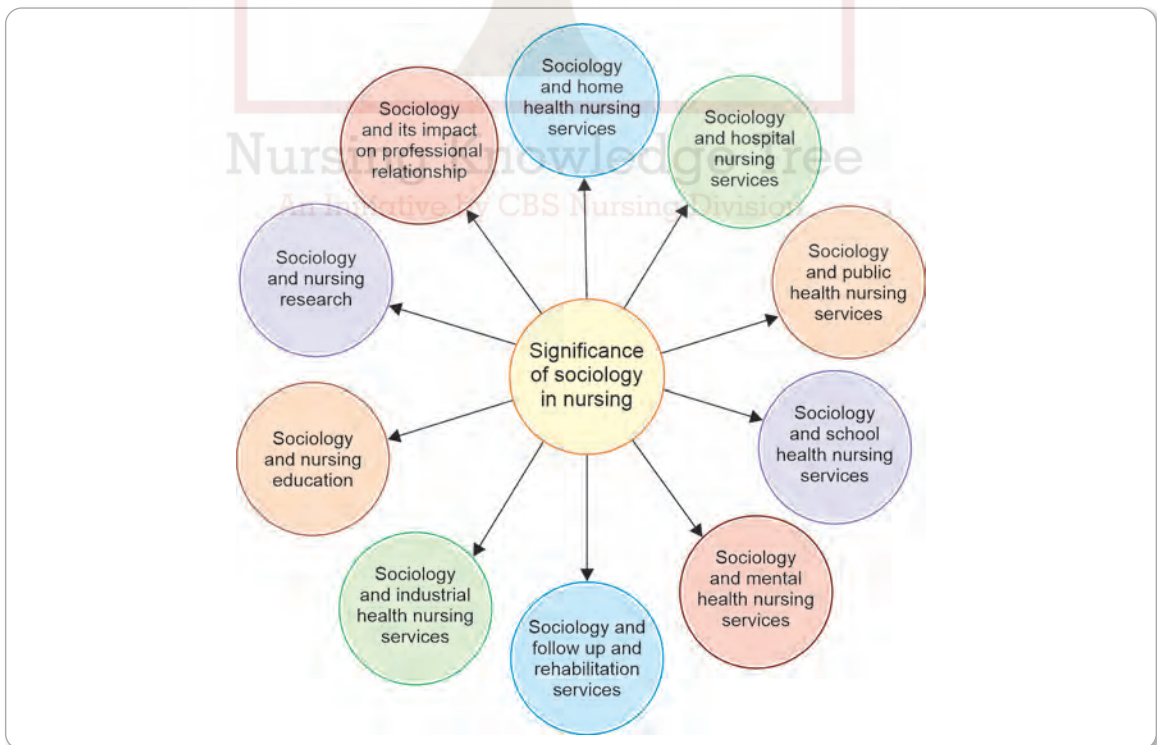 Sociology
and home
health nursing
services
Sociology
and hospital
nursing
services
Sociology
and public
health nursing
services
Sociology
and school
health nursing
services
Sociology
and mental
health nursing
services
Sociology and
follow up and
rehabilitation
services
Sociology
and industrial
health nursing
services
Sociology
and nursing
education
Sociology
and nursing
research
Sociology
and its impact
on professional
relationship
Significance
of sociology
in nursing
Nursing Knowledge Tree
An Initiative by CBS Nursing Division